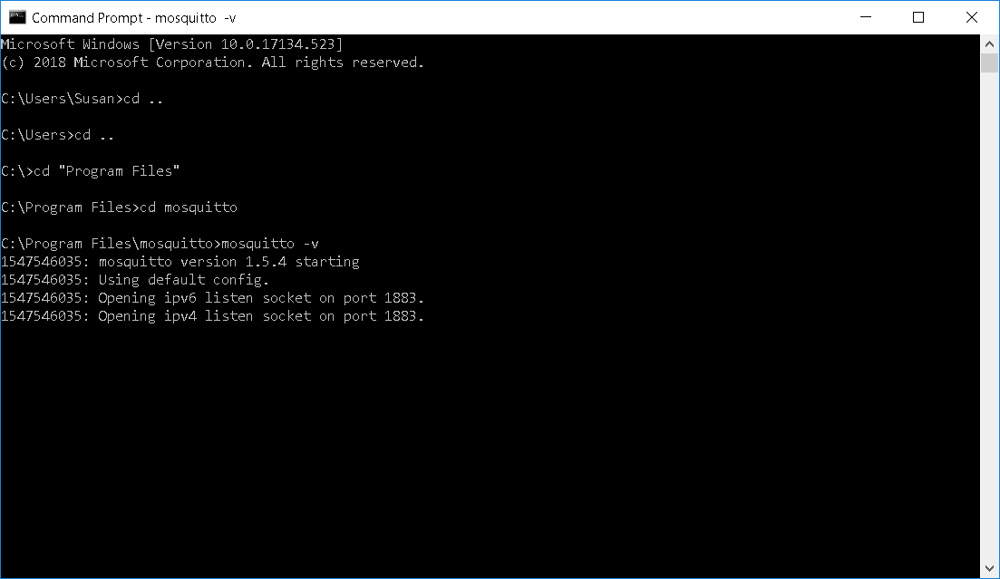 Command Prompt - mosquitto  -v
Microsoft Windows [Version 10.0.17134.523]
(c) 2018 Microsoft Corporation. All rights reserved.
C:\Users\Susan>cd ..
C:\Users>cd ..
C:\>cd "Program Files"
C:\Program Files>cd mosquitto
C:\Program Files\mosquitto>mosquitto -v
1547546035: mosquitto version 1.5.4 starting
1547546035: Using default config.
1547546035: Opening ipv6 listen socket on port 1883.
1547546035: Opening ipv4 listen socket on port 1883.